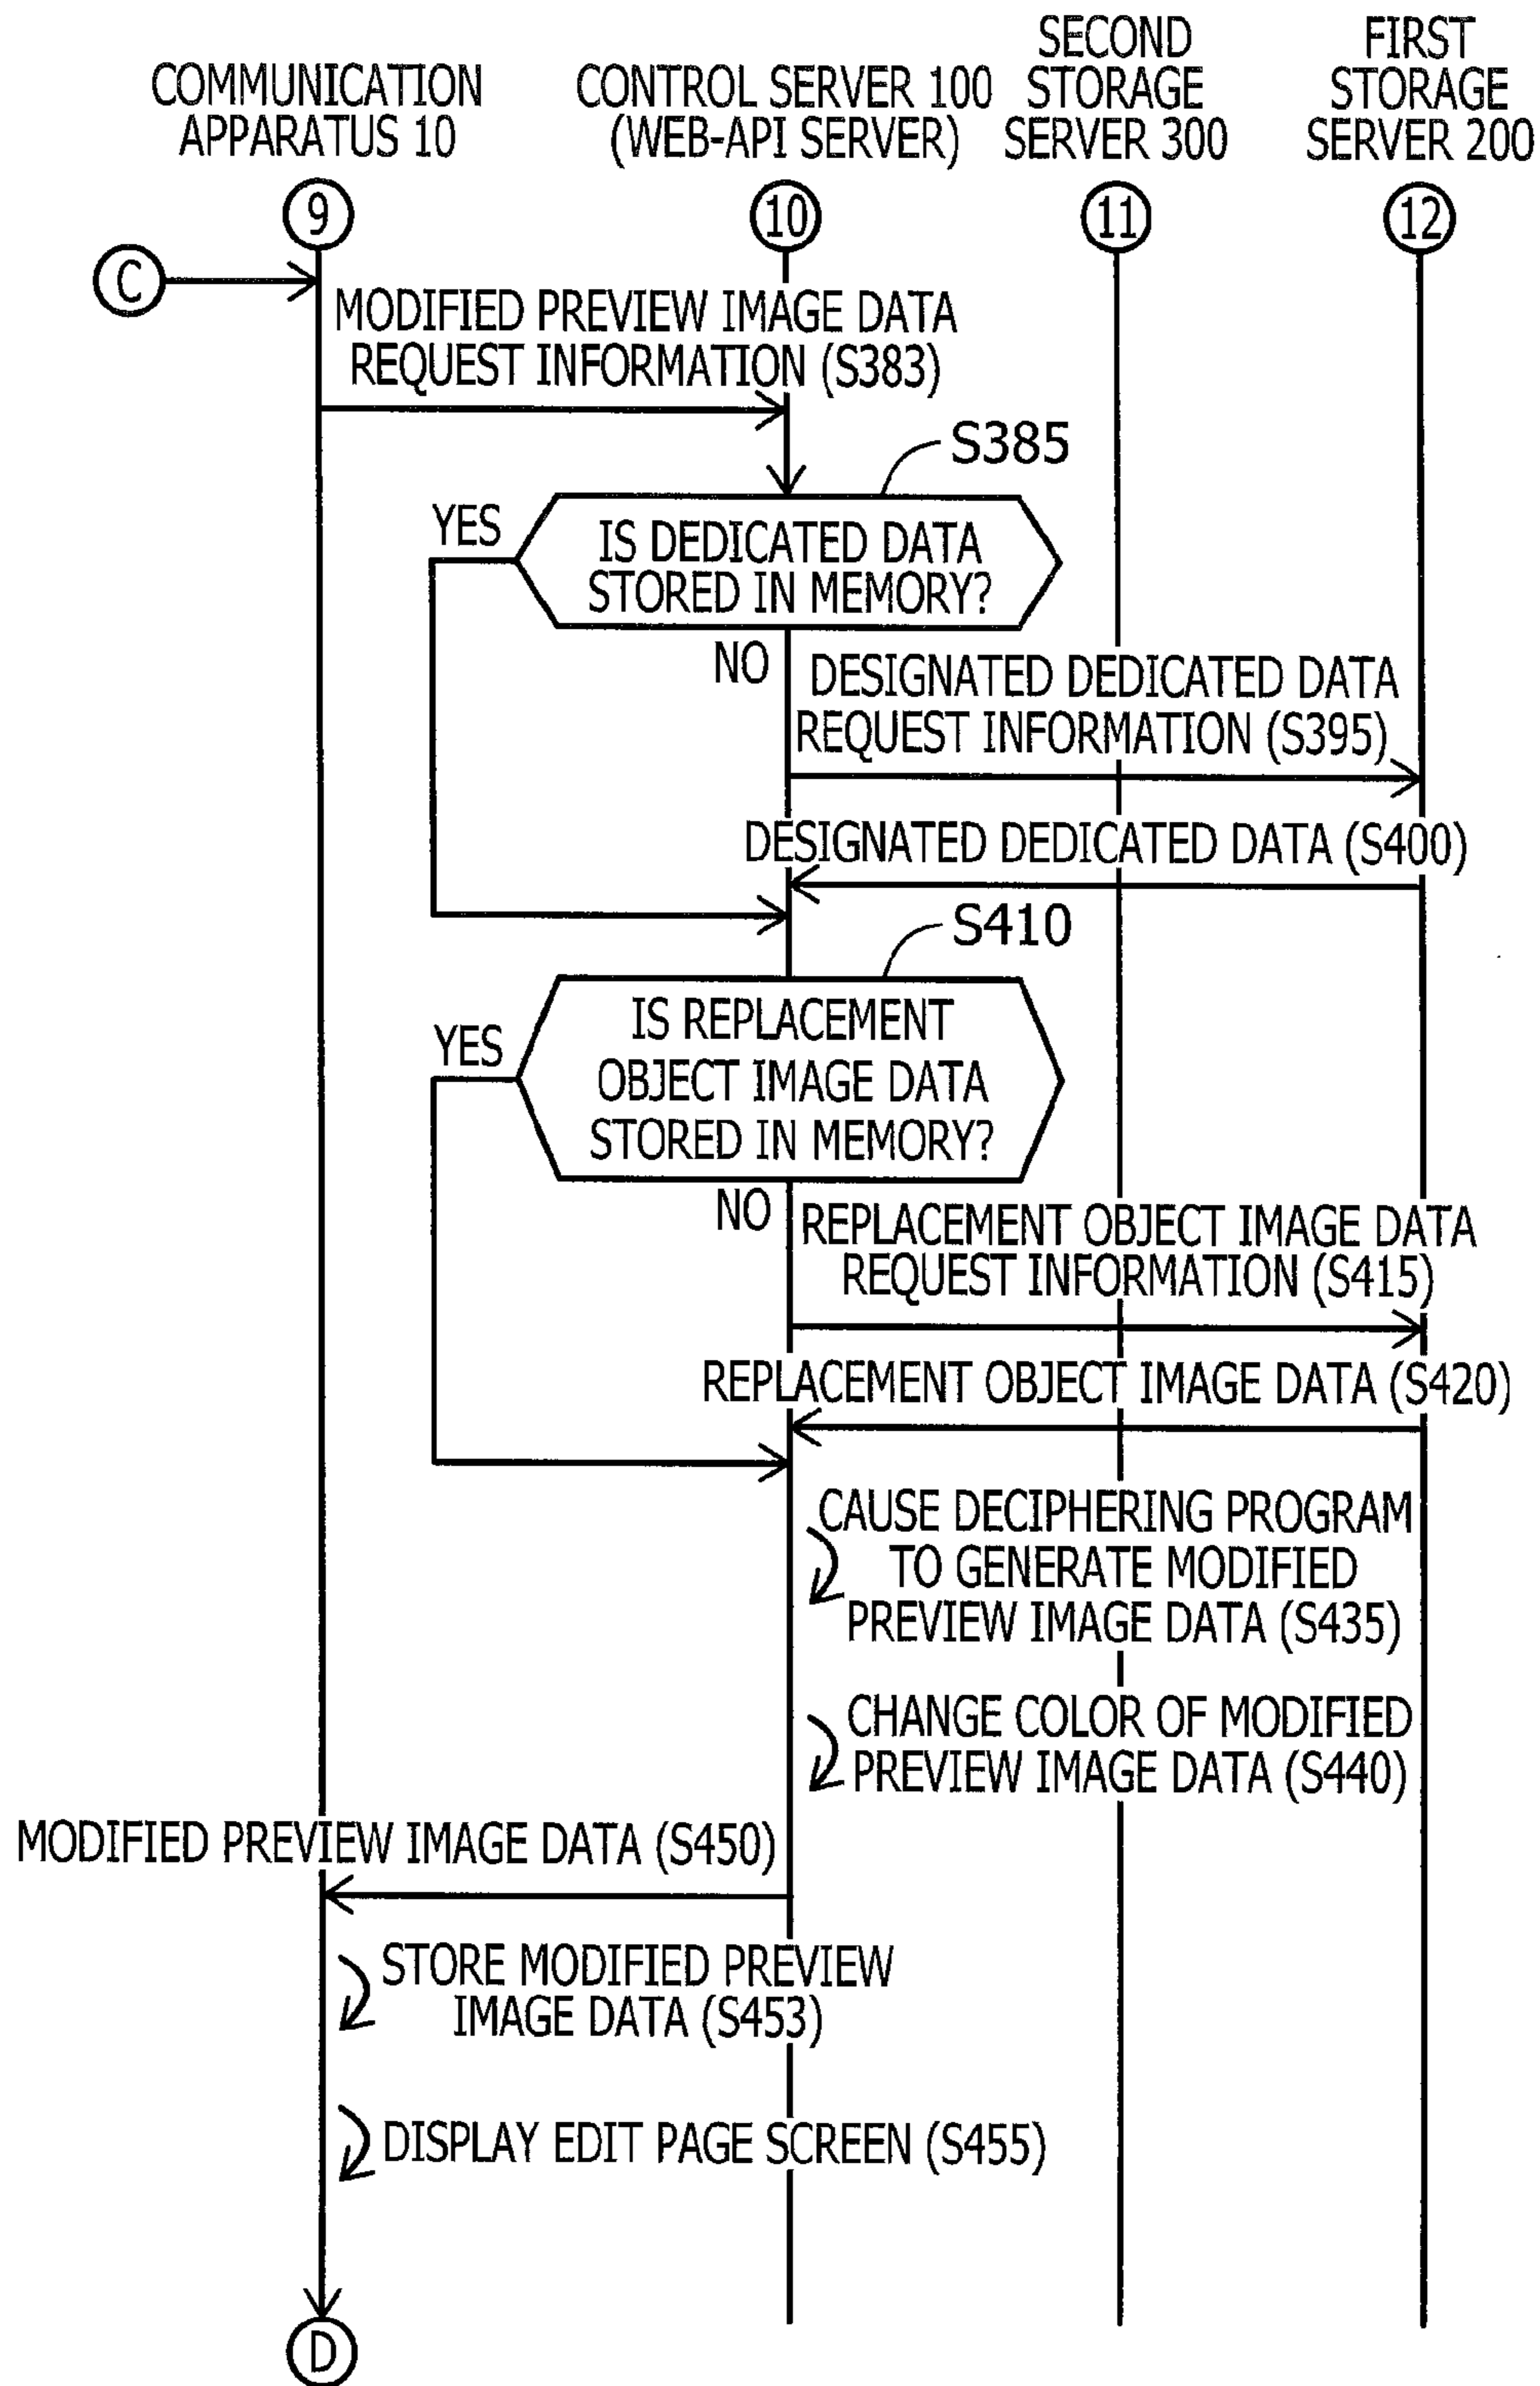 COMMUNICATION
APPARATUS 10
CONTROL SERVER 100
(WEB-API SERVER)
SECOND
STORAGE
SERVER 300
FIRST
STORAGE
SERVER 200
9
10
11
12
C
MODIFIED PREVIEW IMAGE DATA
REQUEST INFORMATION (S383)
S385
YES
IS DEDICATED DATA
STORED IN MEMORY?
NO
DESIGNATED DEDICATED DATA
REQUEST INFORMATION (S395)
DESIGNATED DEDICATED DATA (S400)
S410
YES
IS REPLACEMENT
OBJECT IMAGE DATA
STORED IN MEMORY?
NO
REPLACEMENT OBJECT IMAGE DATA
REQUEST INFORMATION (S415)
REPLACEMENT OBJECT IMAGE DATA (S420)
CAUSE DECIPHERING PROGRAM
TO GENERATE MODIFIED
PREVIEW IMAGE DATA (S435)
CHANGE COLOR OF MODIFIED
PREVIEW IMAGE DATA (S440)
MODIFIED PREVIEW IMAGE DATA (S450)
STORE MODIFIED PREVIEW
IMAGE DATA (S453)
DISPLAY EDIT PAGE SCREEN (S455)
D